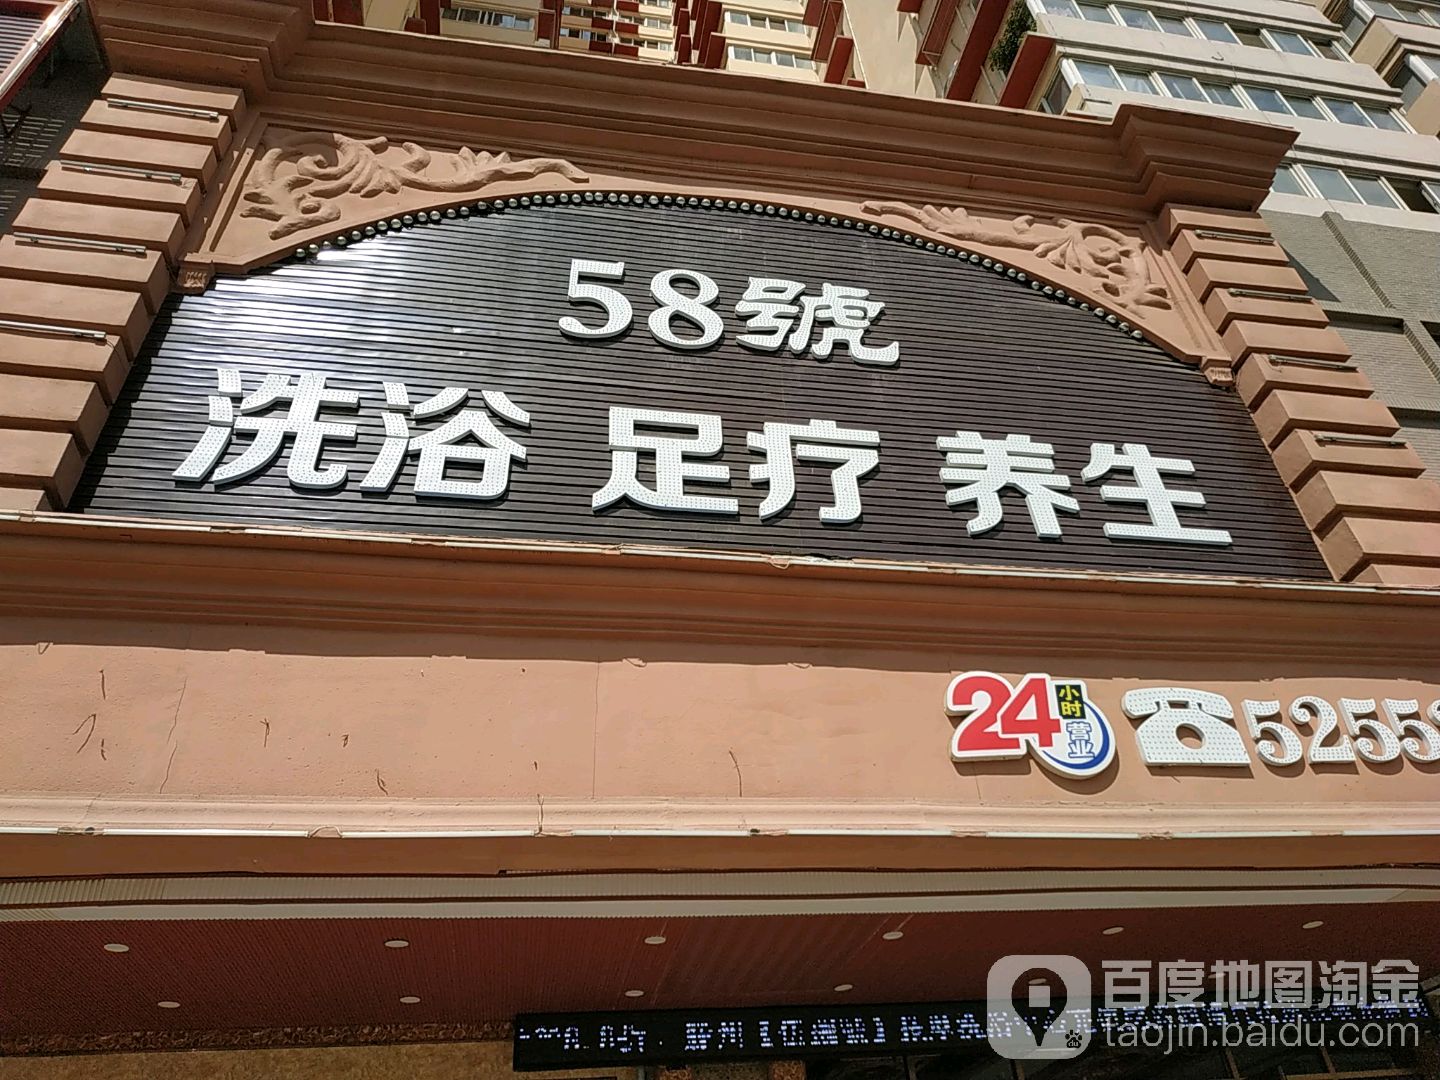 58號
洗浴 足疗 养生
24小时
营业
5255
百度地图淘金
taojin.baidu.com